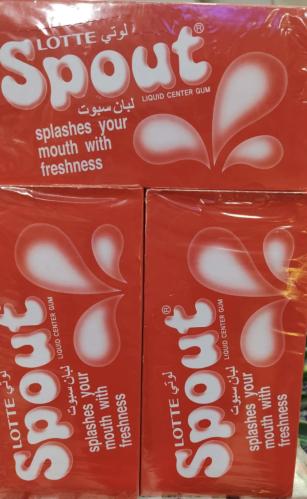 LOTTE لوتي
Spout®
LIQUID CENTER GUM
لبان سبوت
splashes your
mouth with
freshness
LOTTE لوتي
Spout
LIQUID CENTER GUM
لبان سبوت
splashes your
mouth with
freshness
LOTTE لوتي
Spout®
LIQUID CENTER GUM
لبان سبوت
splashes your
mouth with
freshness